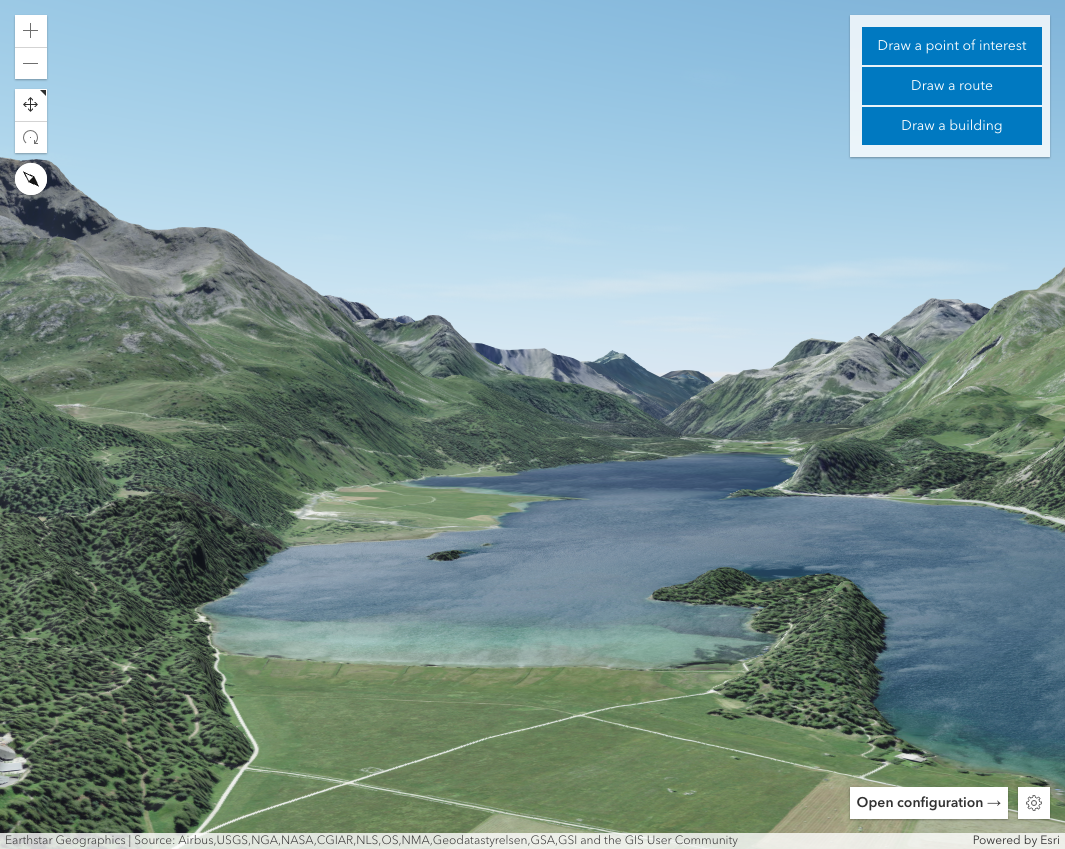 Draw a point of interest
Draw a route
Draw a building
Open configuration →
Earthstar Geographics | Source: Airbus,USGS,NGA,NASA,CGIAR,NLS,OS,NMA,Geodatastyrelsen,GSA,GSI and the GIS User Community
Powered by Esri